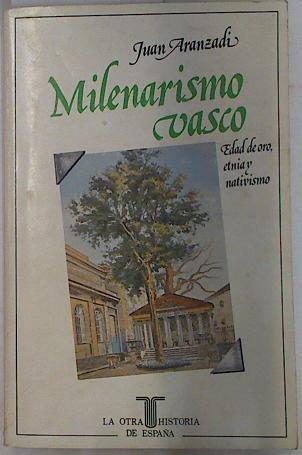 Juan Aranzadi
Milenarismo
vasco
Edad de oro,
etnia y
nativismo
LA OTRA HISTORIA
DE ESPAÑA